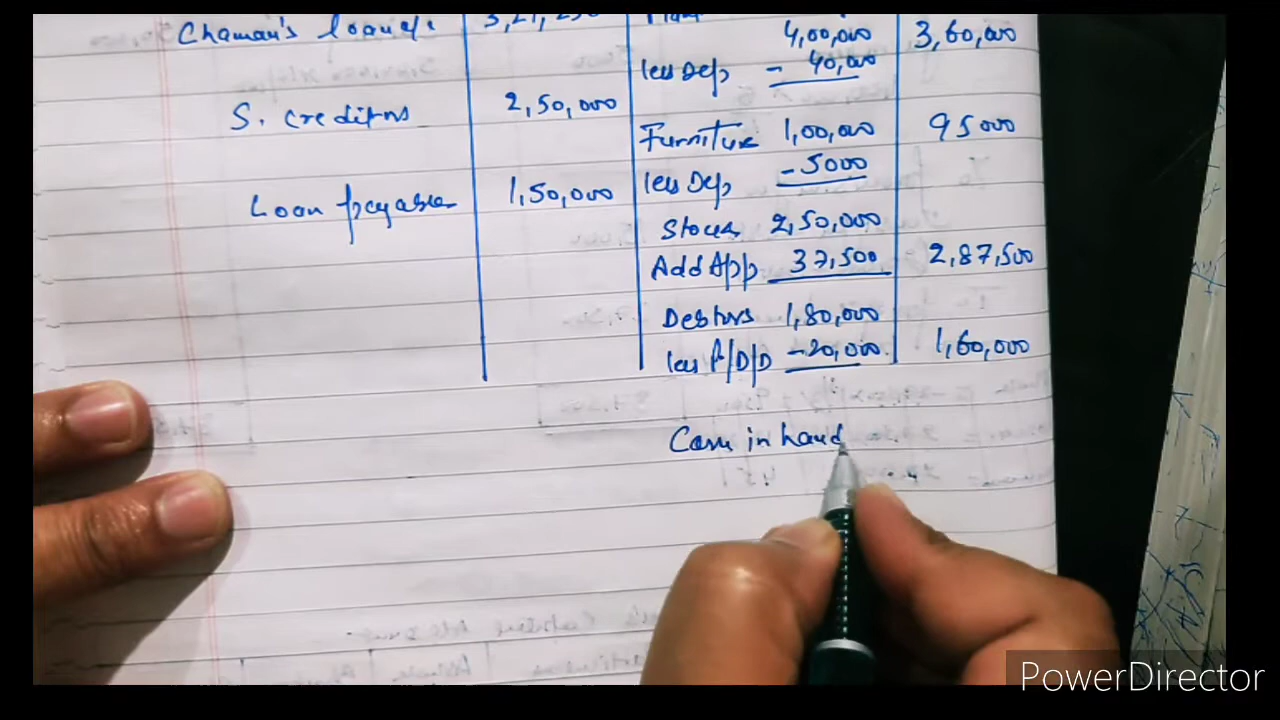 Chaman's loan a/c
4,00,000 3,60,000
less Dep - 40,000
S. creditors 2,50,000
Furniture 1,00,000 95000
less Dep - 5000
Loan payable 1,50,000
Stock 2,50,000
Add App 37,500 2,87,500
Debtors 1,80,000
less P/D/D - 20,000 1,60,000
Cash in hand
PowerDirector